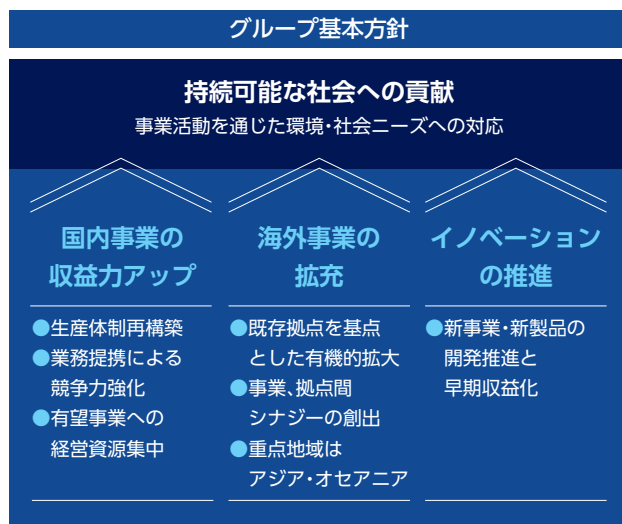 グループ基本方針
持続可能な社会への貢献
事業活動を通じた環境・社会ニーズへの対応
国内事業の
収益力アップ
●生産体制再構築
●業務提携による
競争力強化
●有望事業への
経営資源集中
海外事業の
拡充
●既存拠点を基点
とした有機的拡大
●事業、拠点間
シナジーの創出
●重点地域は
アジア・オセアニア
イノベーション
の推進
●新事業・新製品の
開発推進と
早期収益化